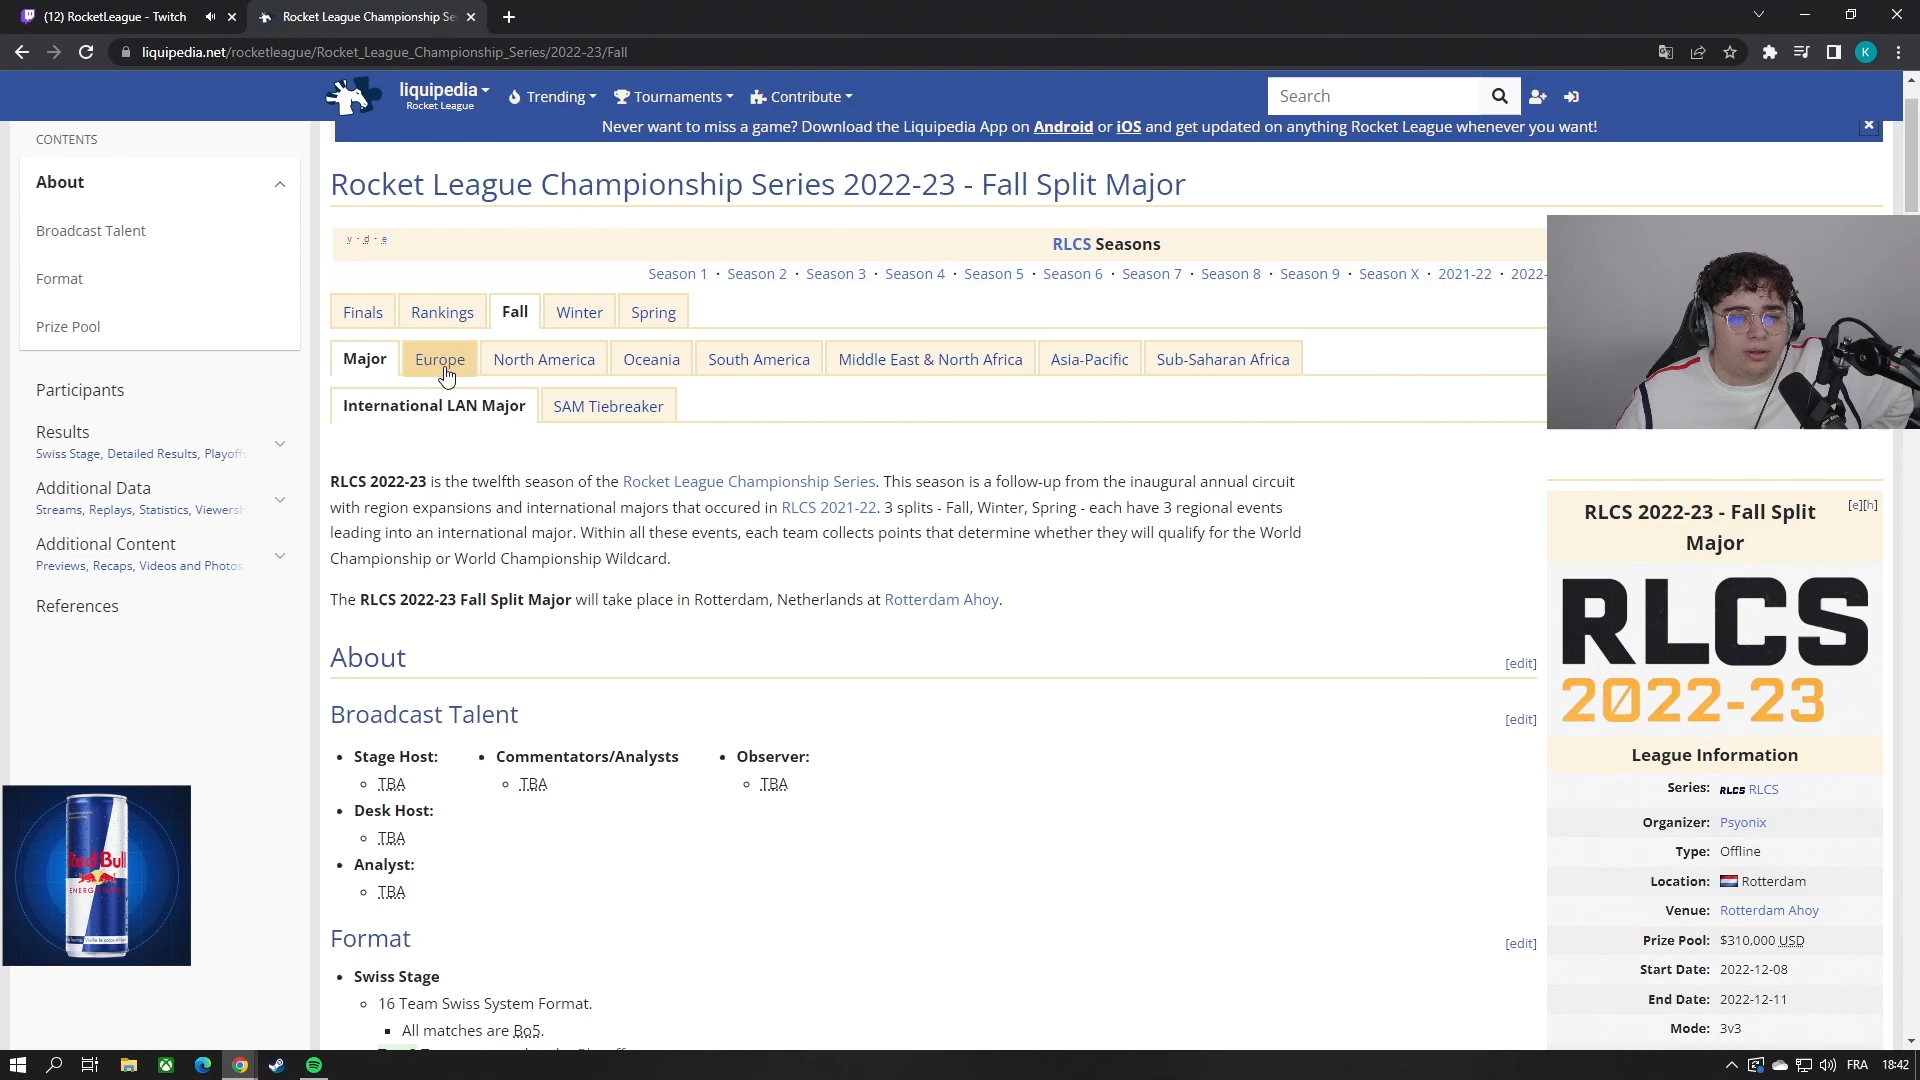 (12) RocketLeague - Twitch
Rocket League Championship Se
liquipedia.net/rocketleague/Rocket_League_Championship_Series/2022-23/Fall
K
liquipedia
Rocket League
Trending
Tournaments
Contribute
Search
Never want to miss a game? Download the Liquipedia App on Android or iOS and get updated on anything Rocket League whenever you want!
CONTENTS
About
Broadcast Talent
Format
Prize Pool
Participants
Results
Swiss Stage, Detailed Results, Playoffs
Additional Data
Streams, Replays, Statistics, Viewersh
Additional Content
Previews, Recaps, Videos and Photos,
References
Rocket League Championship Series 2022-23 - Fall Split Major
v · d · e
RLCS Seasons
Season 1 · Season 2 · Season 3 · Season 4 · Season 5 · Season 6 · Season 7 · Season 8 · Season 9 · Season X · 2021-22 · 2022-
Finals Rankings Fall Winter Spring
Major Europe North America Oceania South America Middle East & North Africa Asia-Pacific Sub-Saharan Africa
International LAN Major SAM Tiebreaker
RLCS 2022-23 is the twelfth season of the Rocket League Championship Series. This season is a follow-up from the inaugural annual circuit
with region expansions and international majors that occured in RLCS 2021-22. 3 splits - Fall, Winter, Spring - each have 3 regional events
leading into an international major. Within all these events, each team collects points that determine whether they will qualify for the World
Championship or World Championship Wildcard.
The RLCS 2022-23 Fall Split Major will take place in Rotterdam, Netherlands at Rotterdam Ahoy.
About
[edit]
Broadcast Talent
[edit]
Stage Host:
TBA
Desk Host:
TBA
Analyst:
TBA
Commentators/Analysts
TBA
Observer:
TBA
Format
[edit]
Swiss Stage
16 Team Swiss System Format.
All matches are Bo5.
[e][h]
RLCS 2022-23 - Fall Split
Major
RLCS
2022-23
League Information
Series: RLCS RLCS
Organizer: Psyonix
Type: Offline
Location: Rotterdam
Venue: Rotterdam Ahoy
Prize Pool: $310,000 USD
Start Date: 2022-12-08
End Date: 2022-12-11
Mode: 3v3
Red Bull
FRA
18:42